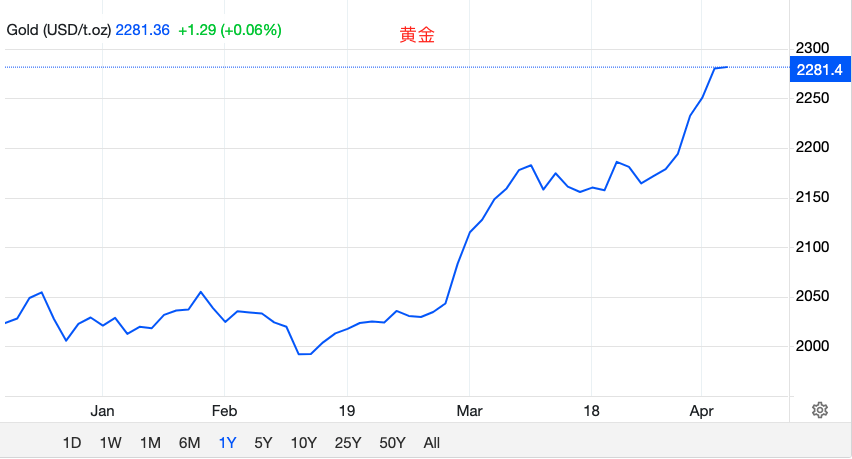 Gold (USD/t.oz) 2281.36 +1.29 (+0.06%)
黄金
2300
2281.4
2250
2200
2150
2100
2050
2000
Jan Feb 19 Mar 18 Apr
1D 1W 1M 6M 1Y 5Y 10Y 25Y 50Y All